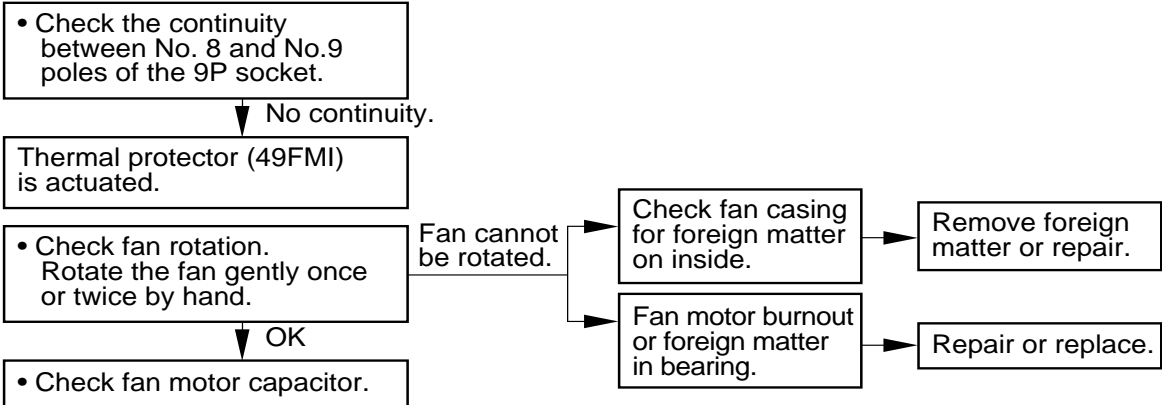 • Check the continuity
between No. 8 and No.9
poles of the 9P socket.
No continuity.
Thermal protector (49FMI)
is actuated.
• Check fan rotation.
Rotate the fan gently once
or twice by hand.
Fan cannot
be rotated.
Check fan casing
for foreign matter
on inside.
Remove foreign
matter or repair.
Fan motor burnout
or foreign matter
in bearing.
Repair or replace.
OK
• Check fan motor capacitor.